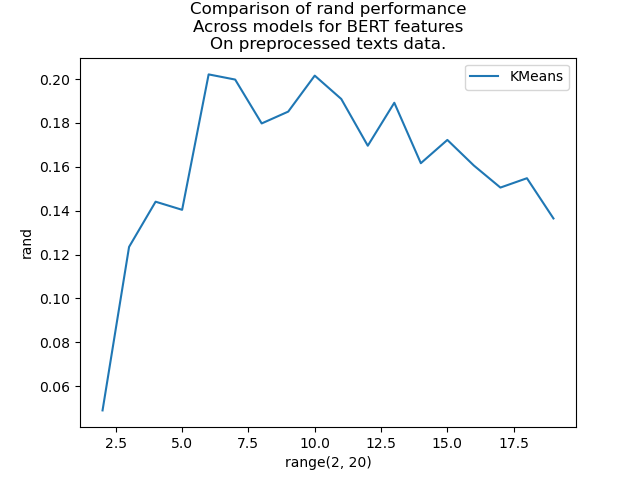 Comparison of rand performance
Across models for BERT features
On preprocessed texts data.
KMeans
0.20
0.18
0.16
0.14
0.12
0.10
0.08
0.06
rand
2.5 5.0 7.5 10.0 12.5 15.0 17.5
range(2, 20)